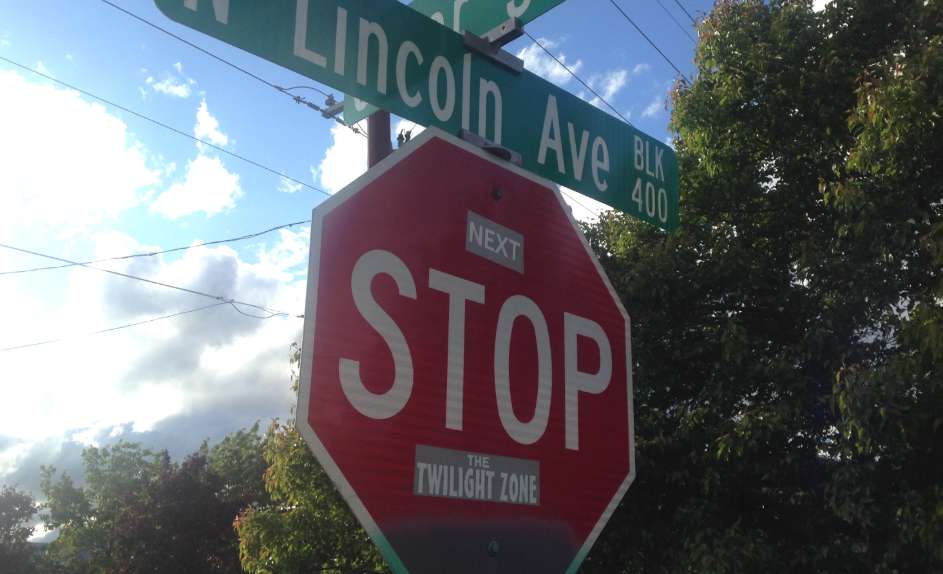 N Lincoln Ave BLK
400
NEXT
STOP
THE
TWILIGHT ZONE